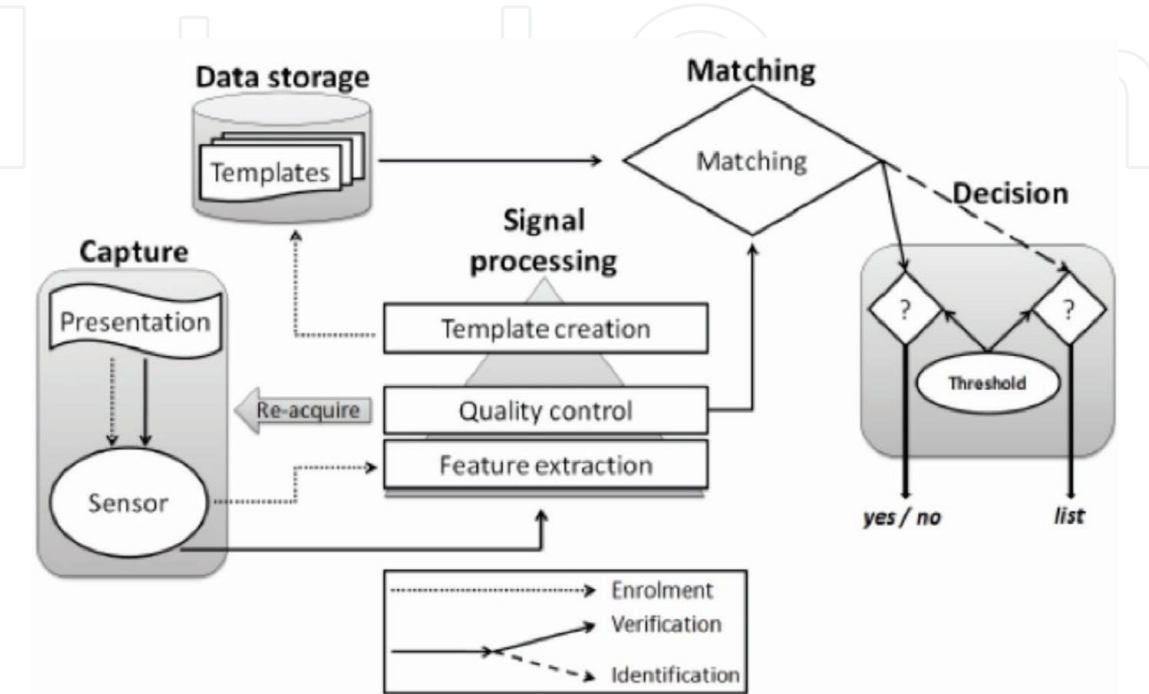 Data storage
Templates
Matching
Matching
Decision
Signal
processing
Capture
Presentation
Template creation
?
?
Threshold
Re-acquire
Quality control
Feature extraction
Sensor
yes / no
list
Enrolment
Verification
Identification